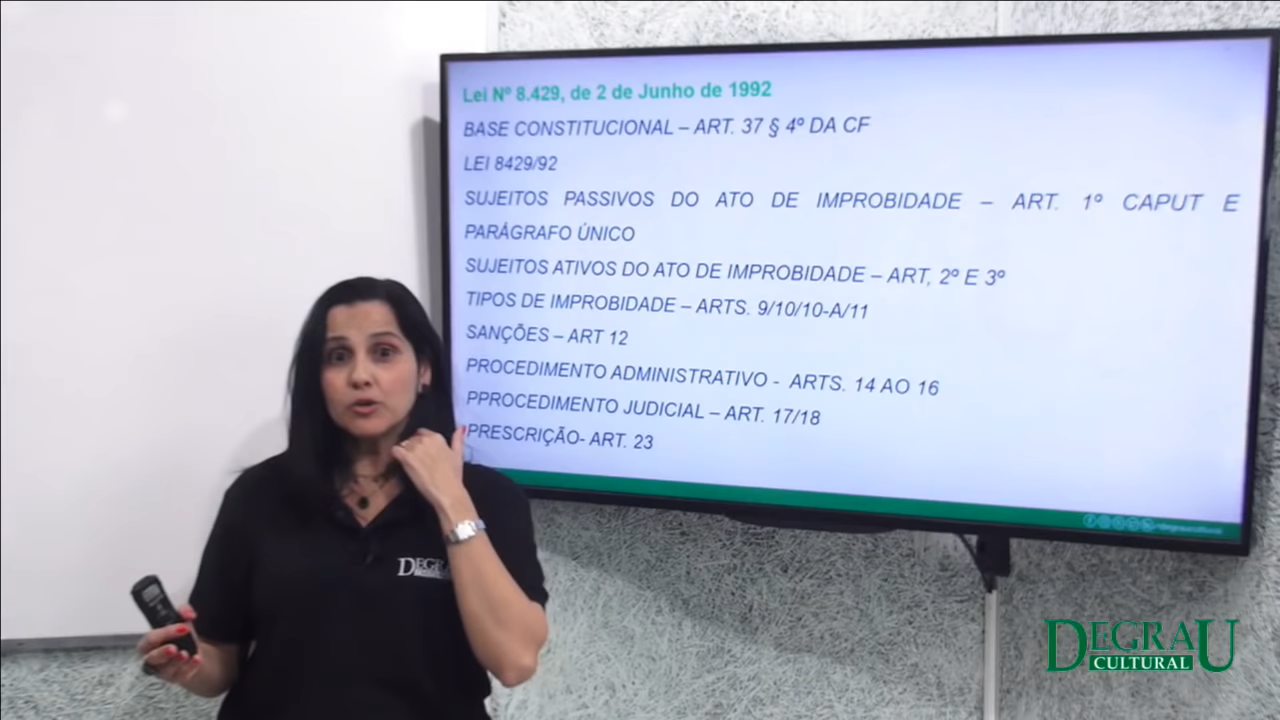 Lei Nº 8.429, de 2 de Junho de 1992
BASE CONSTITUCIONAL – ART. 37 § 4º DA CF
LEI 8429/92
SUJEITOS PASSIVOS DO ATO DE IMPROBIDADE – ART. 1º CAPUT E
PARÁGRAFO ÚNICO
SUJEITOS ATIVOS DO ATO DE IMPROBIDADE – ART, 2º E 3º
TIPOS DE IMPROBIDADE – ARTS. 9/10/10-A/11
SANÇÕES – ART 12
PROCEDIMENTO ADMINISTRATIVO - ARTS. 14 AO 16
PPROCEDIMENTO JUDICIAL – ART. 17/18
PRESCRIÇÃO- ART. 23
DEGRAU
CULTURAL